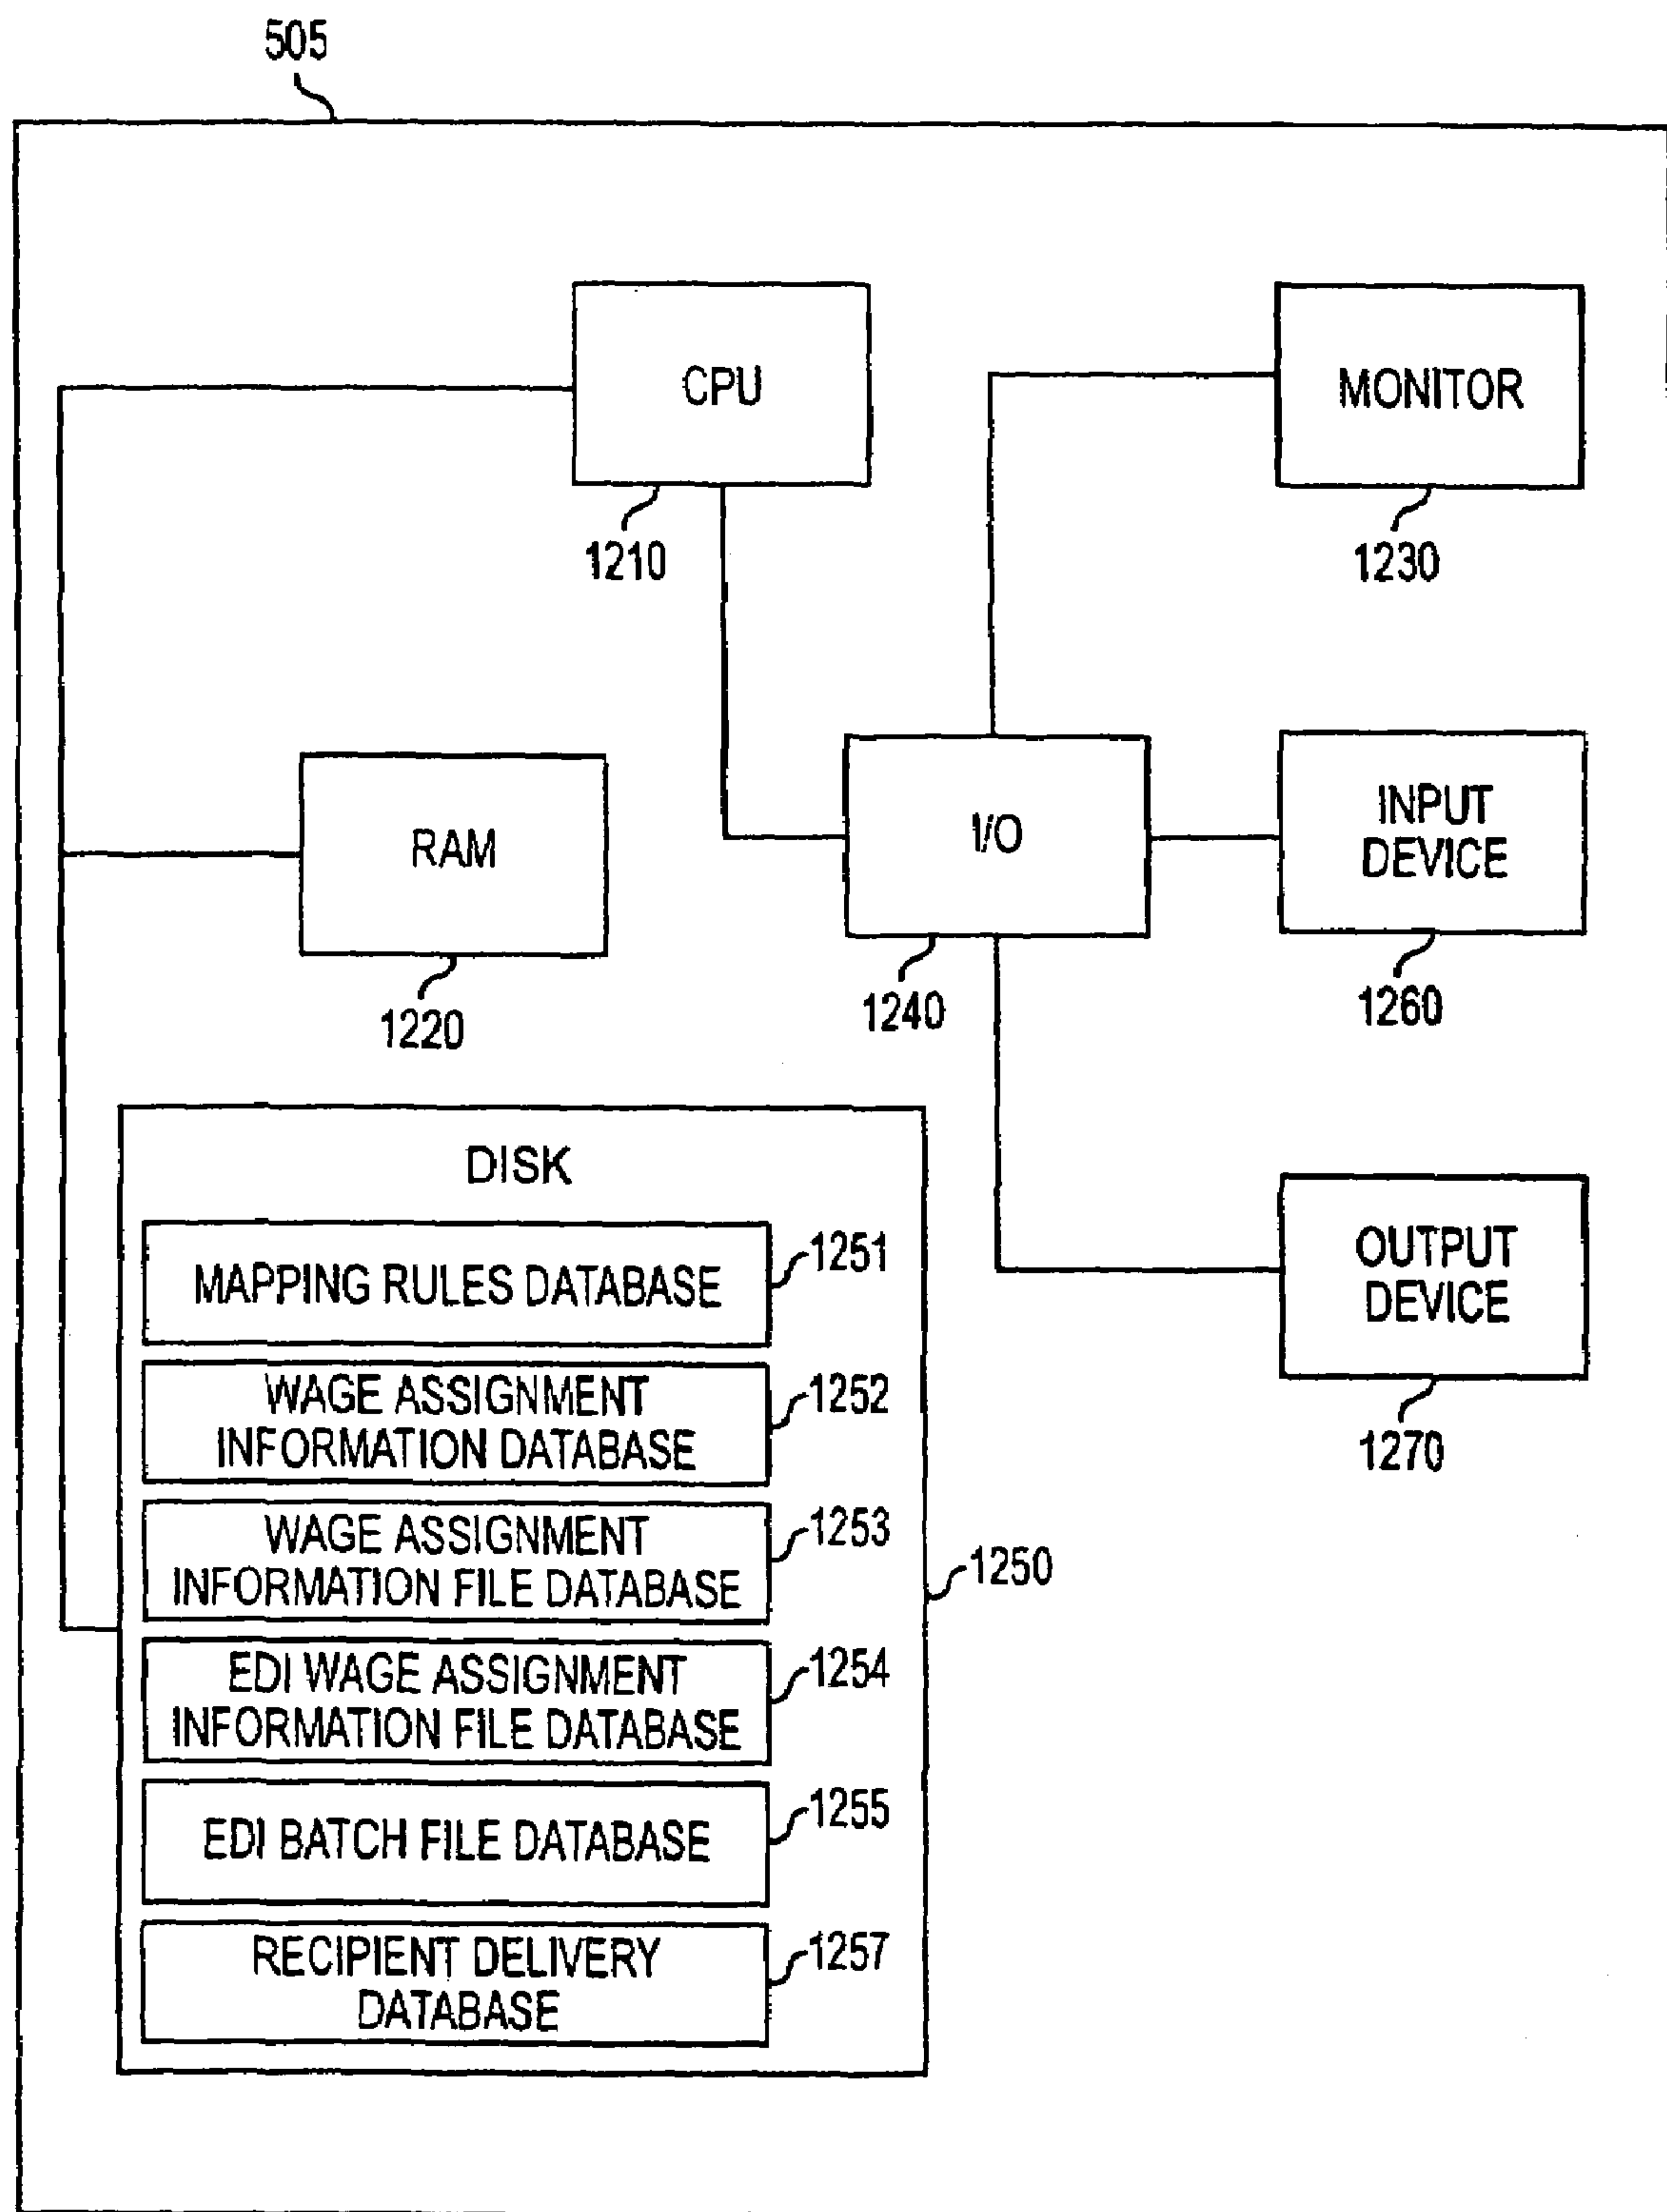 505
CPU
1210
MONITOR
1230
RAM
1220
I/O
1240
INPUT
DEVICE
1260
DISK
MAPPING RULES DATABASE
1251
WAGE ASSIGNMENT
INFORMATION DATABASE
1252
WAGE ASSIGNMENT
INFORMATION FILE DATABASE
1253
EDI WAGE ASSIGNMENT
INFORMATION FILE DATABASE
1254
EDI BATCH FILE DATABASE
1255
RECIPIENT DELIVERY
DATABASE
1257
1250
OUTPUT
DEVICE
1270